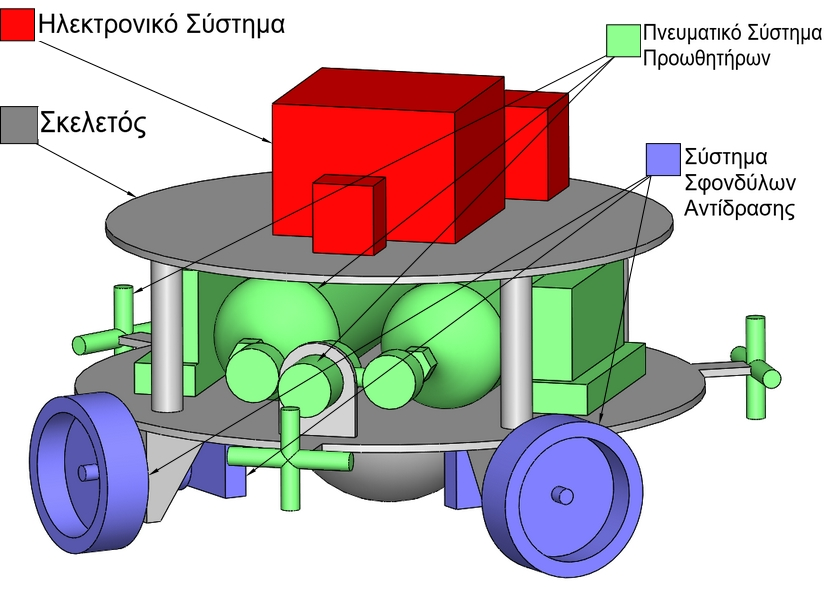 Ηλεκτρονικό Σύστημα
Σκελετός
Πνευματικό Σύστημα
Προωθητήρων
Σύστημα
Σφονδύλων
Αντίδρασης